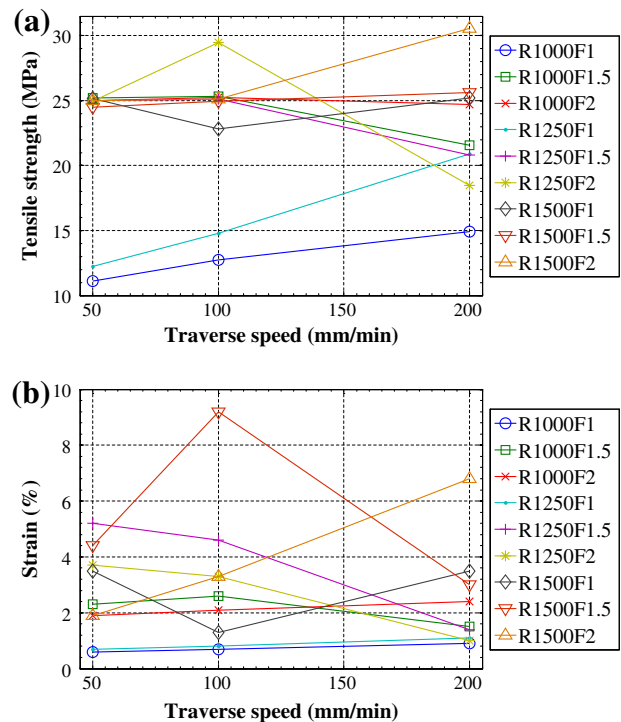 (a)
Tensile strength (MPa)
30
25
20
15
10
50 100 150 200
Traverse speed (mm/min)
R1000F1
R1000F1.5
R1000F2
R1250F1
R1250F1.5
R1250F2
R1500F1
R1500F1.5
R1500F2
(b)
Strain (%)
10
8
6
4
2
0
50 100 150 200
Traverse speed (mm/min)
R1000F1
R1000F1.5
R1000F2
R1250F1
R1250F1.5
R1250F2
R1500F1
R1500F1.5
R1500F2